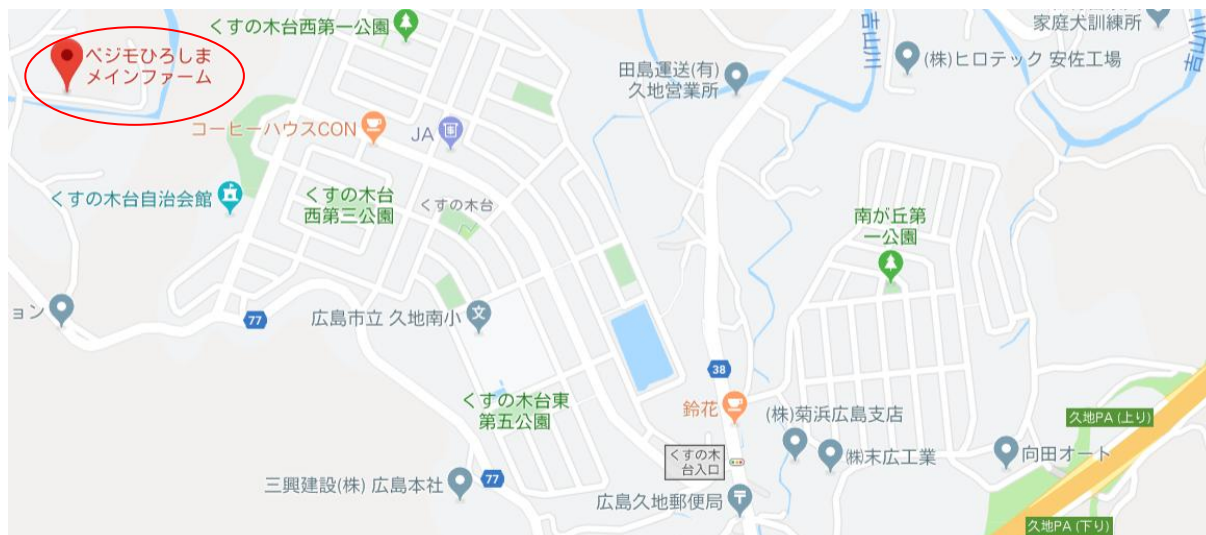 くすの木台西第一公園
ベジモひろしま
メインファーム
吉山川
家庭犬訓練所
(株)ヒロテック 安佐工場
田島運送(有)
久地営業所
コーヒーハウスCON
JA
くすの木台自治会館
くすの木台
西第三公園
くすの木台
南が丘第
一公園
ョン
77
広島市立 久地南小
文
38
くすの木台東
第五公園
鈴花
(株)菊浜広島支店
久地PA (上り)
くすの木
台入口
㈱末広工業
向田オート
三興建設(株) 広島本社
77
広島久地郵便局
久地PA (下り)